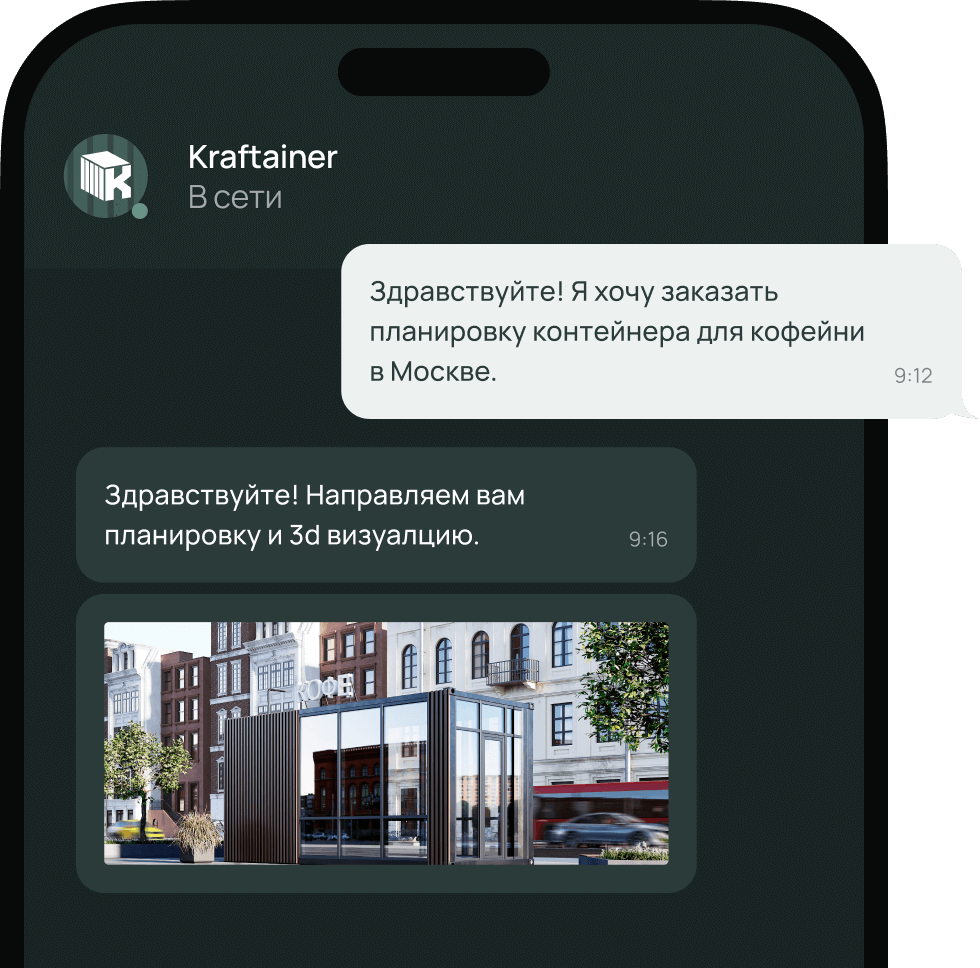 Kraftainer
В сети
Здравствуйте! Я хочу заказать
планировку контейнера для кофейни
в Москве.
9:12
Здравствуйте! Направляем вам
планировку и 3d визуалцию.
9:16
КОФЕ